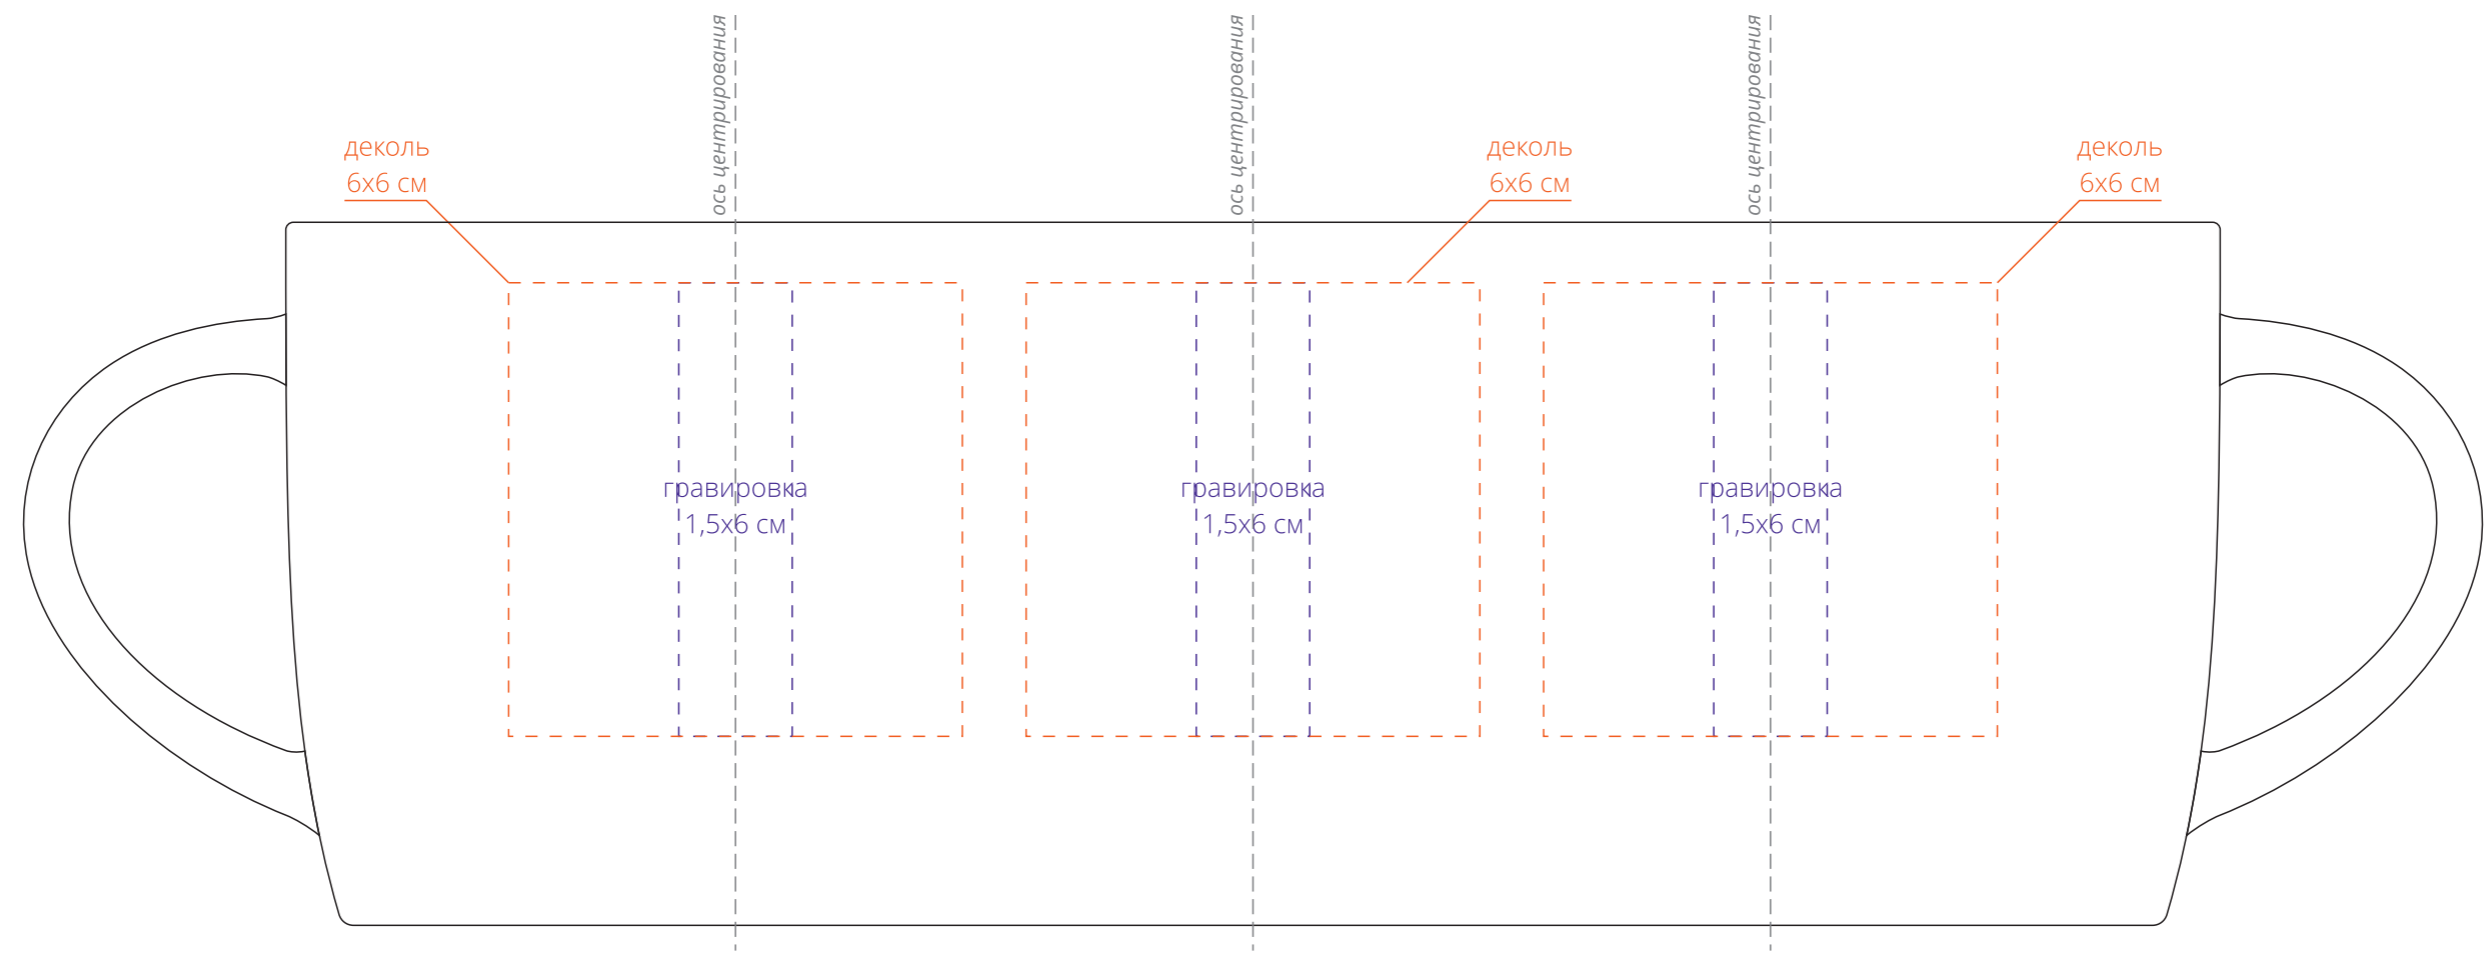 ось центрирования
ось центрирования
ось центрирования
деколь
6х6 см
деколь
6х6 см
деколь
6х6 см
гравировка
1,5х6 см
гравировка
1,5х6 см
гравировка
1,5х6 см